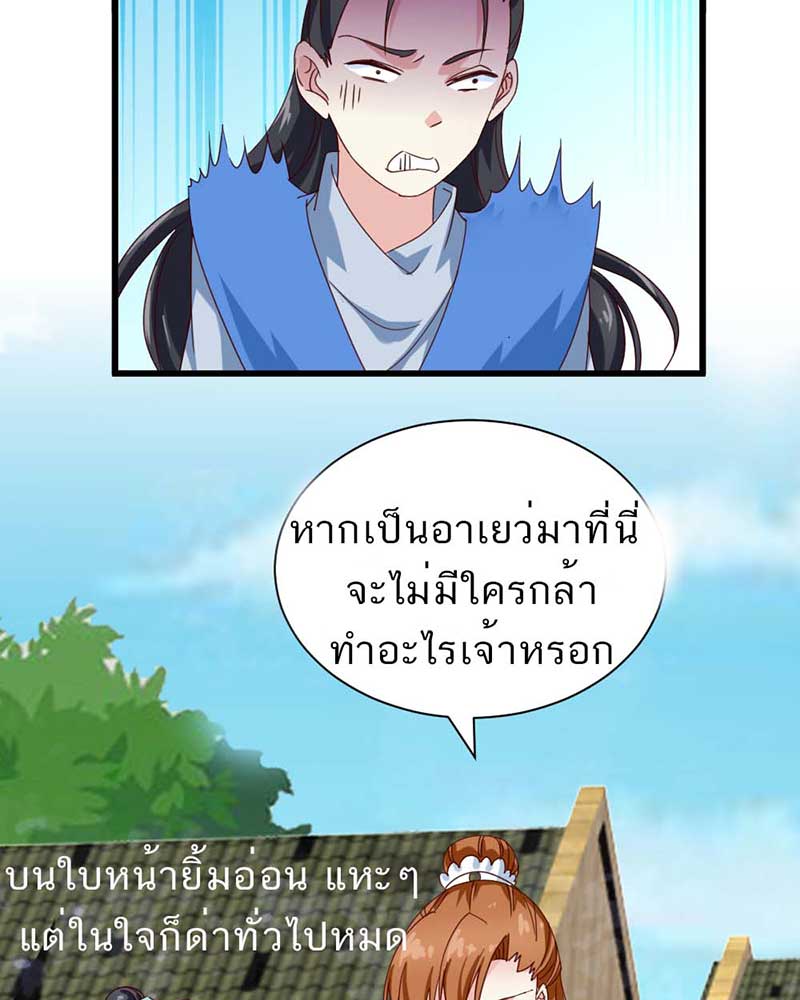 หากเป็นอาเยว่มาที่นี่
จะไม่มีใครกล้า
ทำอะไรเจ้าหรอก
บนใบหน้ายิ้มอ่อน แหะๆ
แต่ในใจก็ด่าทั่วไปหมด